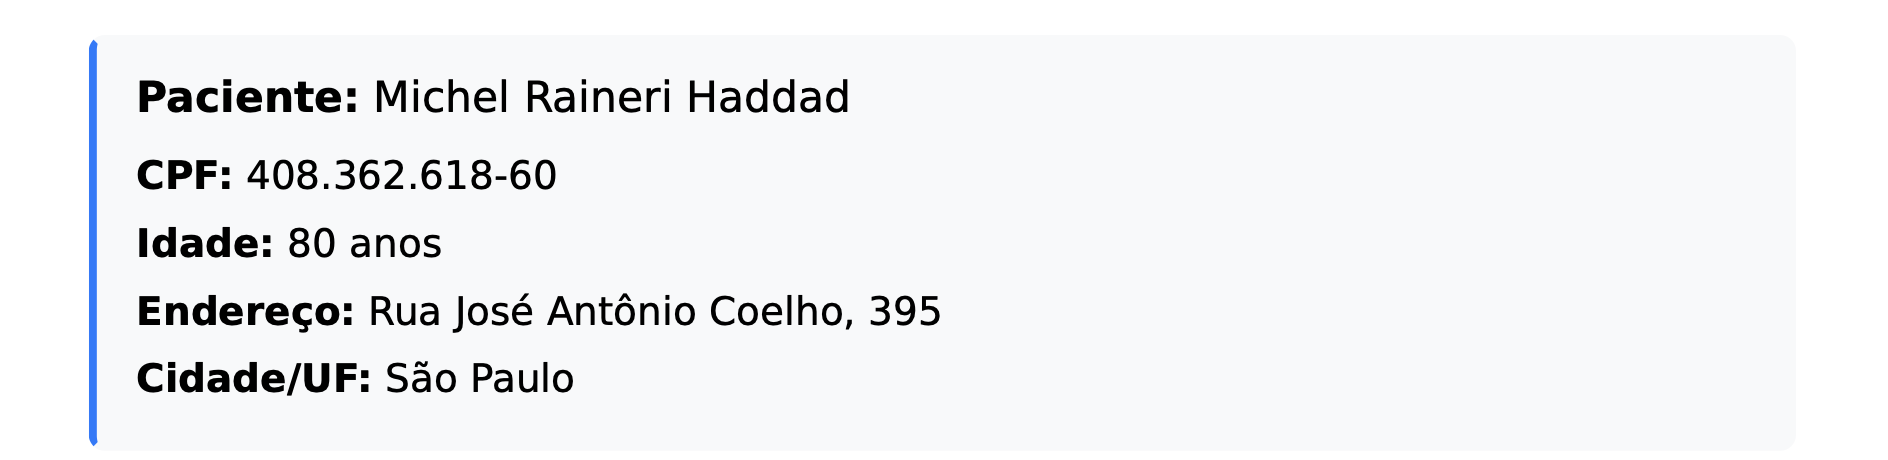 Paciente: Michel Raineri Haddad
CPF: 408.362.618-60
Idade: 80 anos
Endereço: Rua José Antônio Coelho, 395
Cidade/UF: São Paulo